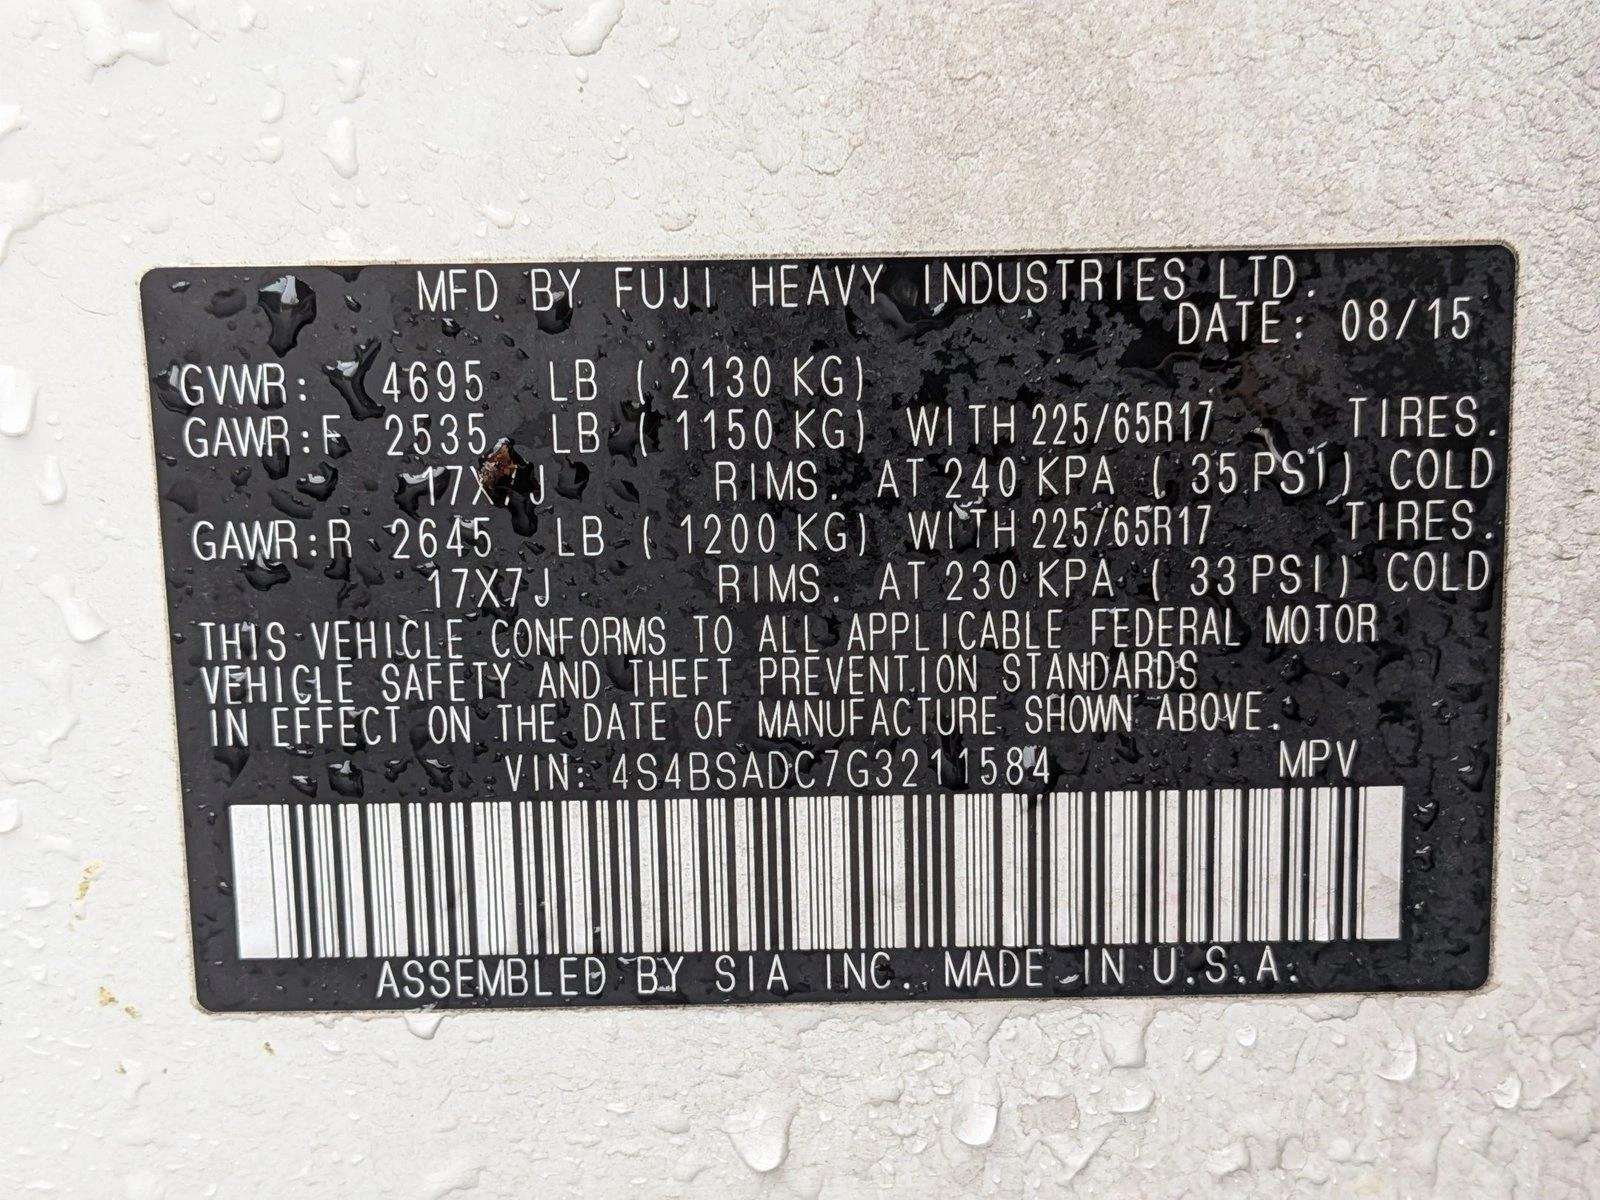 MFD BY FUJI HEAVY INDUSTRIES LTD.
DATE: 08/15
GVWR: 4695 LB ( 2130 KG)
GAWR:F 2535 LB ( 1150 KG) WITH 225/65R17 TIRES.
17X7J RIMS. AT 240 KPA ( 35 PSI) COLD
GAWR:R 2645 LB ( 1200 KG) WITH 225/65R17 TIRES.
17X7J RIMS. AT 230 KPA ( 33 PSI) COLD
THIS VEHICLE CONFORMS TO ALL APPLICABLE FEDERAL MOTOR
VEHICLE SAFETY AND THEFT PREVENTION STANDARDS
IN EFFECT ON THE DATE OF MANUFACTURE SHOWN ABOVE.
VIN: 4S4BSADC7G3211584 MPV
ASSEMBLED BY SIA INC. MADE IN U.S.A.